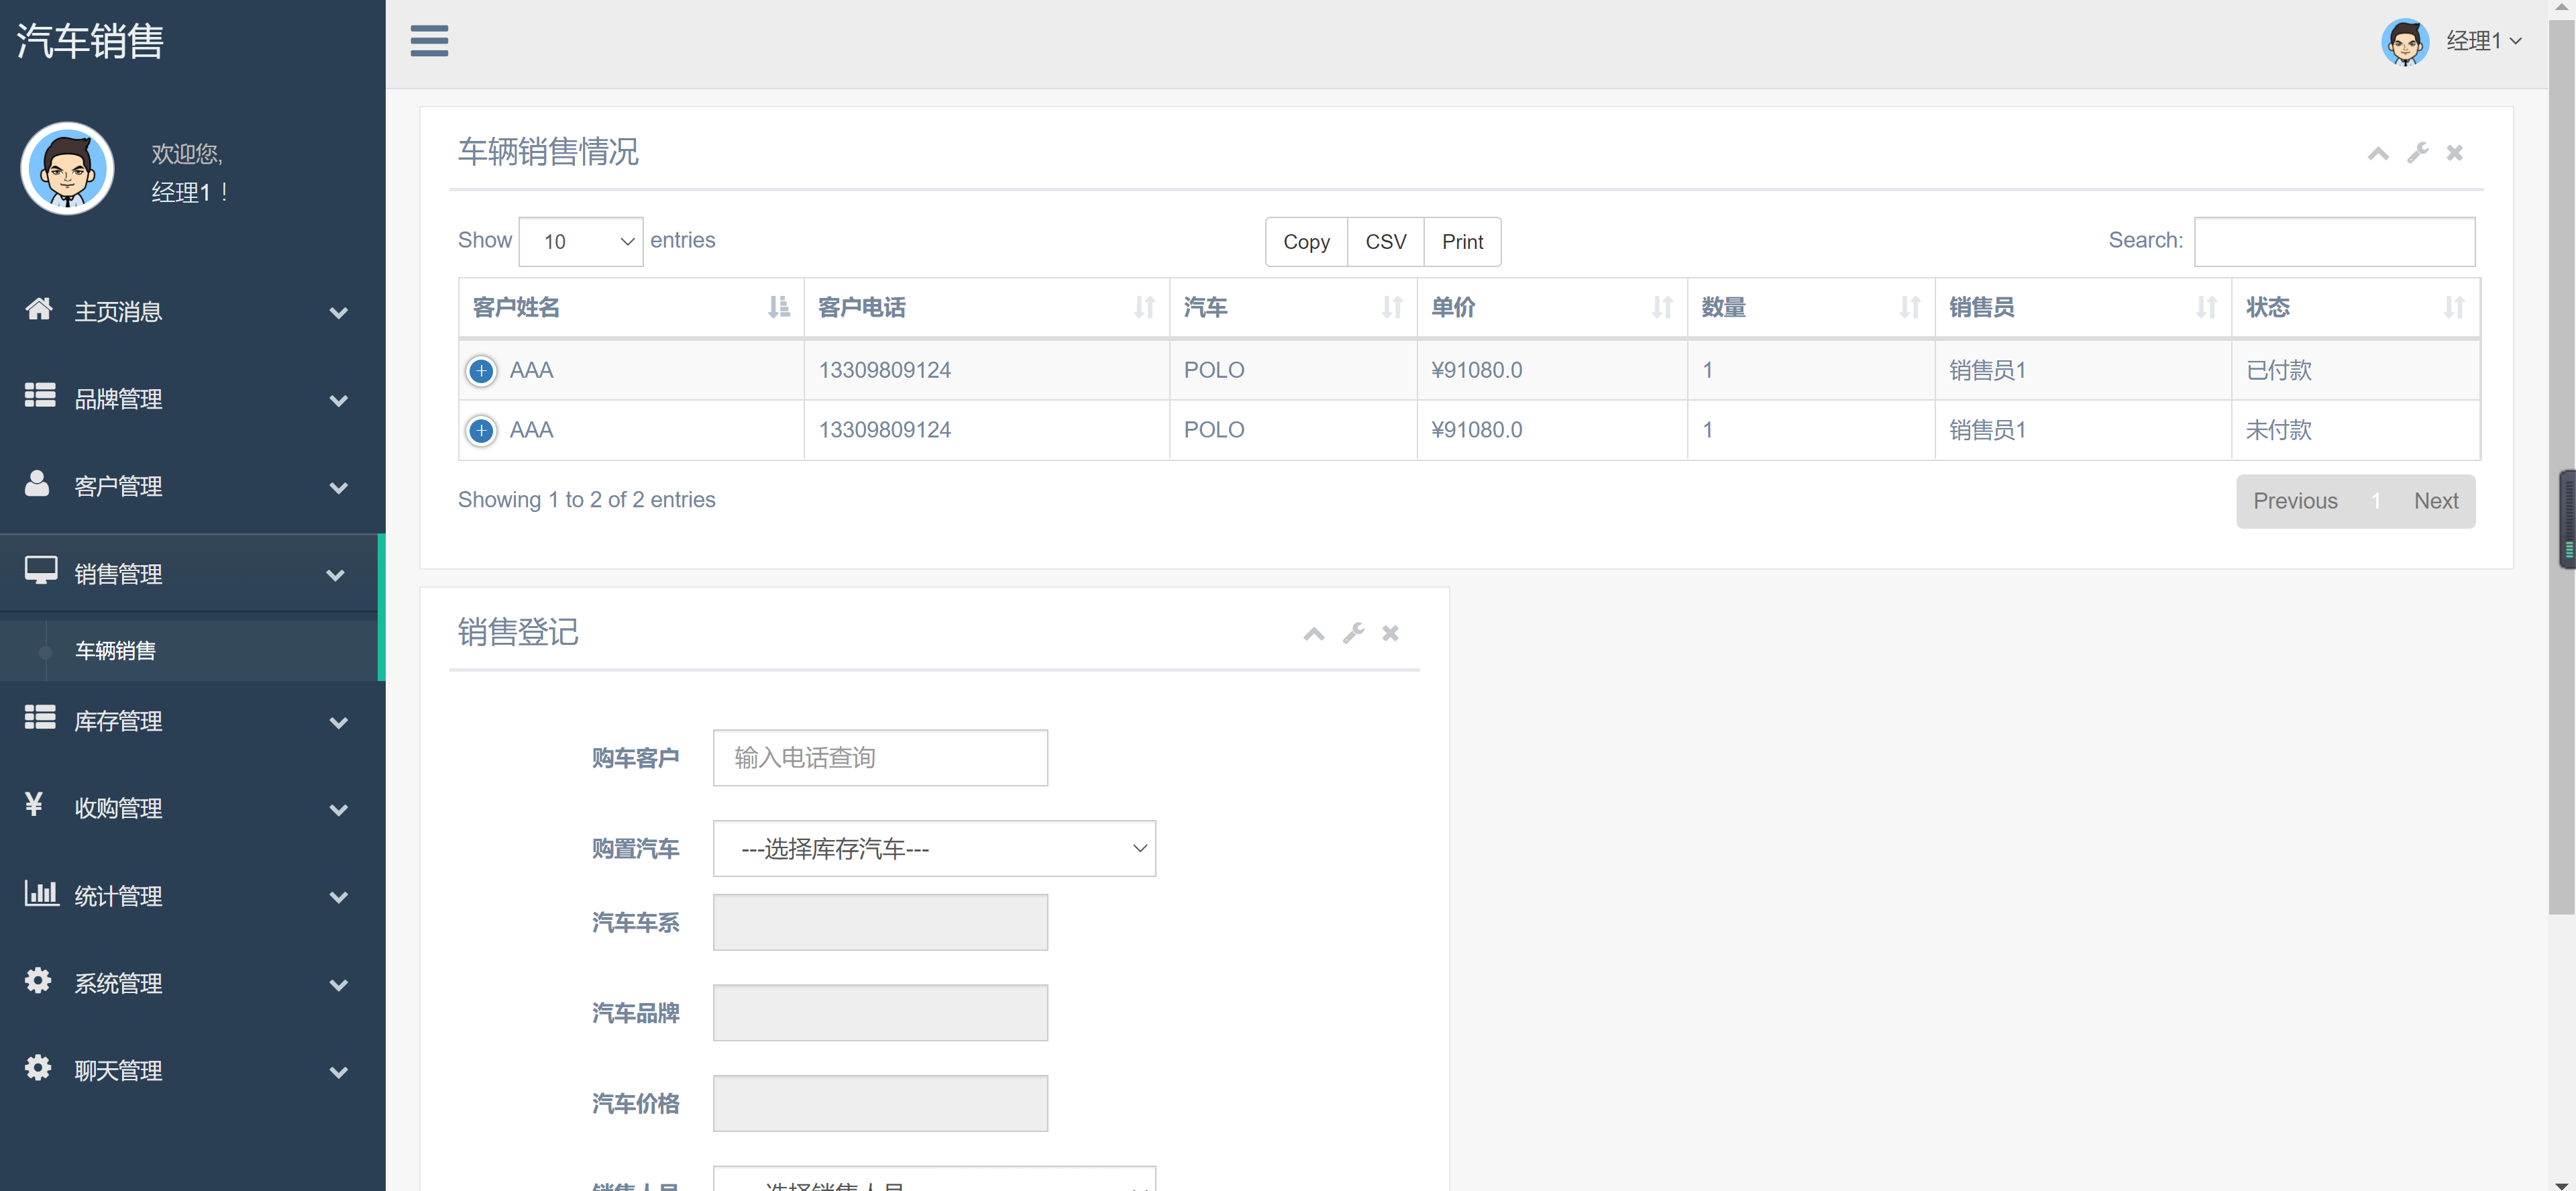 汽车销售
经理1
欢迎您,
经理1！
主页消息
品牌管理
客户管理
销售管理
车辆销售
库存管理
收购管理
统计管理
系统管理
聊天管理
车辆销售情况
Show 10 entries
Copy CSV Print
Search:
客户姓名 客户电话 汽车 单价 数量 销售员 状态
AAA 13309809124 POLO ¥91080.0 1 销售员1 已付款
AAA 13309809124 POLO ¥91080.0 1 销售员1 未付款
Showing 1 to 2 of 2 entries
Previous 1 Next
销售登记
购车客户 输入电话查询
购置汽车 ---选择库存汽车---
汽车车系
汽车品牌
汽车价格